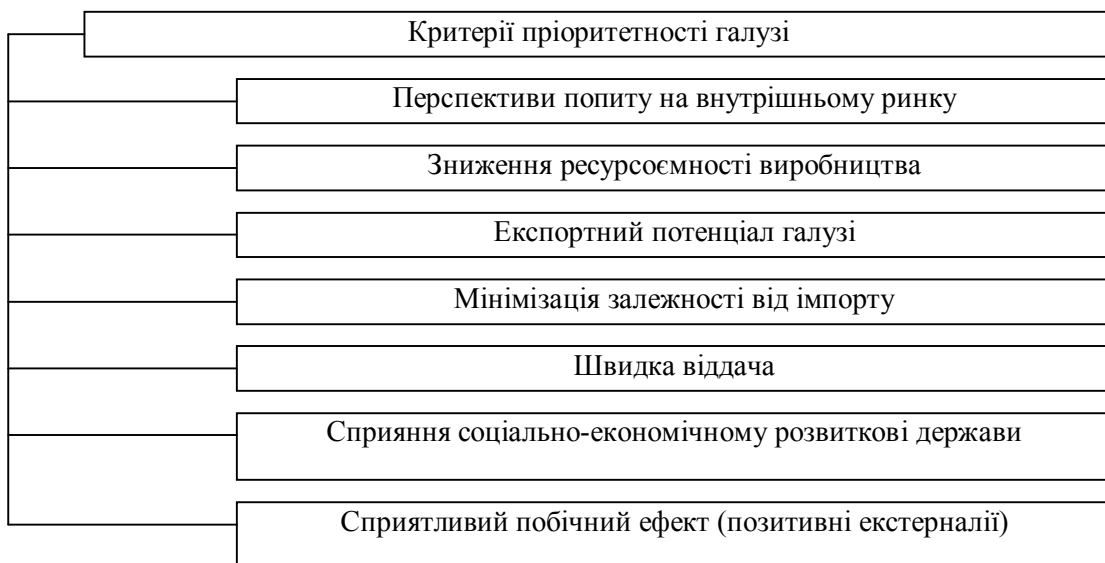 Критерії пріоритетності галузі
Перспективи попиту на внутрішньому ринку
Зниження ресурсоємності виробництва
Експортний потенціал галузі
Мінімізація залежності від імпорту
Швидка віддача
Сприяння соціально-економічному розвиткові держави
Сприятливий побічний ефект (позитивні екстерналії)